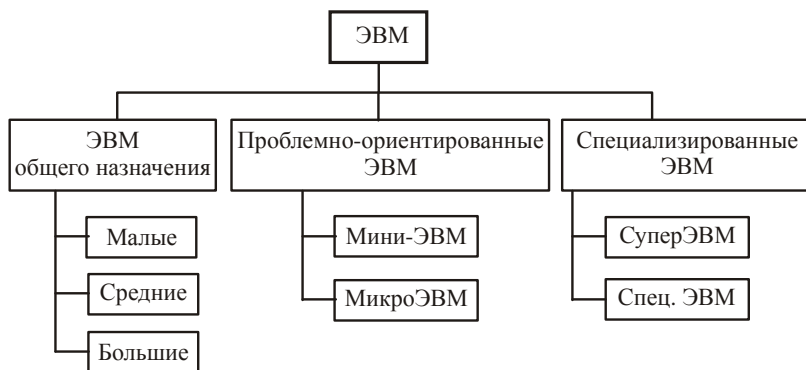 ЭВМ
ЭВМ
общего назначения
Малые
Средние
Большие
Проблемно-ориентированные
ЭВМ
Мини-ЭВМ
МикроЭВМ
Специализированные
ЭВМ
СуперЭВМ
Спец. ЭВМ